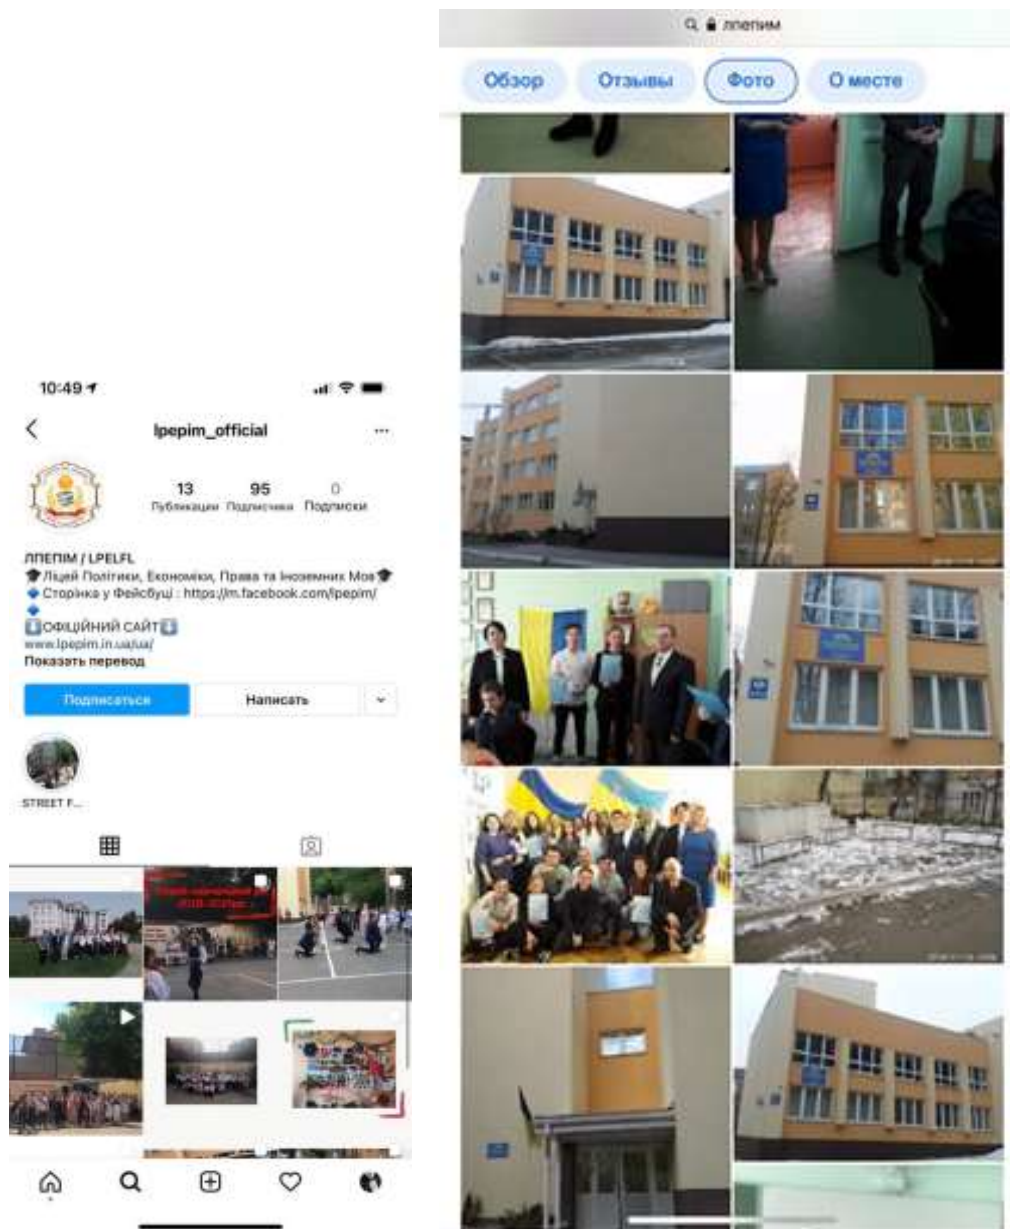 10:49
lpepim_official
...
13
95
0
Публикации
Подписчики
Подписки
ЛПЕПІМ / LPELFL
Ліцей Політики, Економіки, Права та Іноземних Мов
Сторінка у Фейсбуці : https://m.facebook.com/lpepim/
ОФІЦІЙНИЙ САЙТ
www.lpepim.in.ua/ua/
Показать перевод
Подписаться
Написать
STREET F...
лпепим
Обзор
Отзывы
Фото
О месте